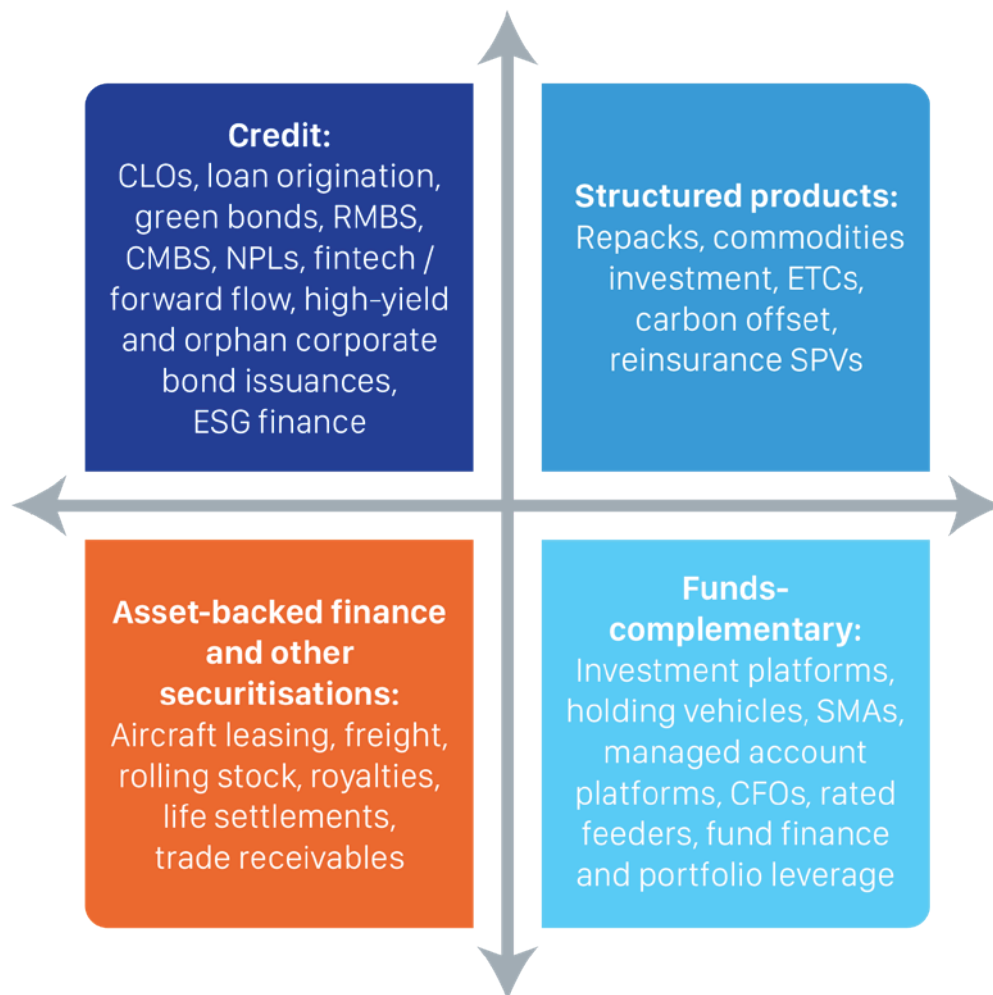 Credit:
CLOs, loan origination,
green bonds, RMBS,
CMBS, NPLs, fintech /
forward flow, high-yield
and orphan corporate
bond issuances,
ESG finance
Structured products:
Repacks, commodities
investment, ETCs,
carbon offset,
reinsurance SPVs
Asset-backed finance
and other
securitisations:
Aircraft leasing, freight,
rolling stock, royalties,
life settlements,
trade receivables
Funds-
complementary:
Investment platforms,
holding vehicles, SMAs,
managed account
platforms, CFOs, rated
feeders, fund finance
and portfolio leverage